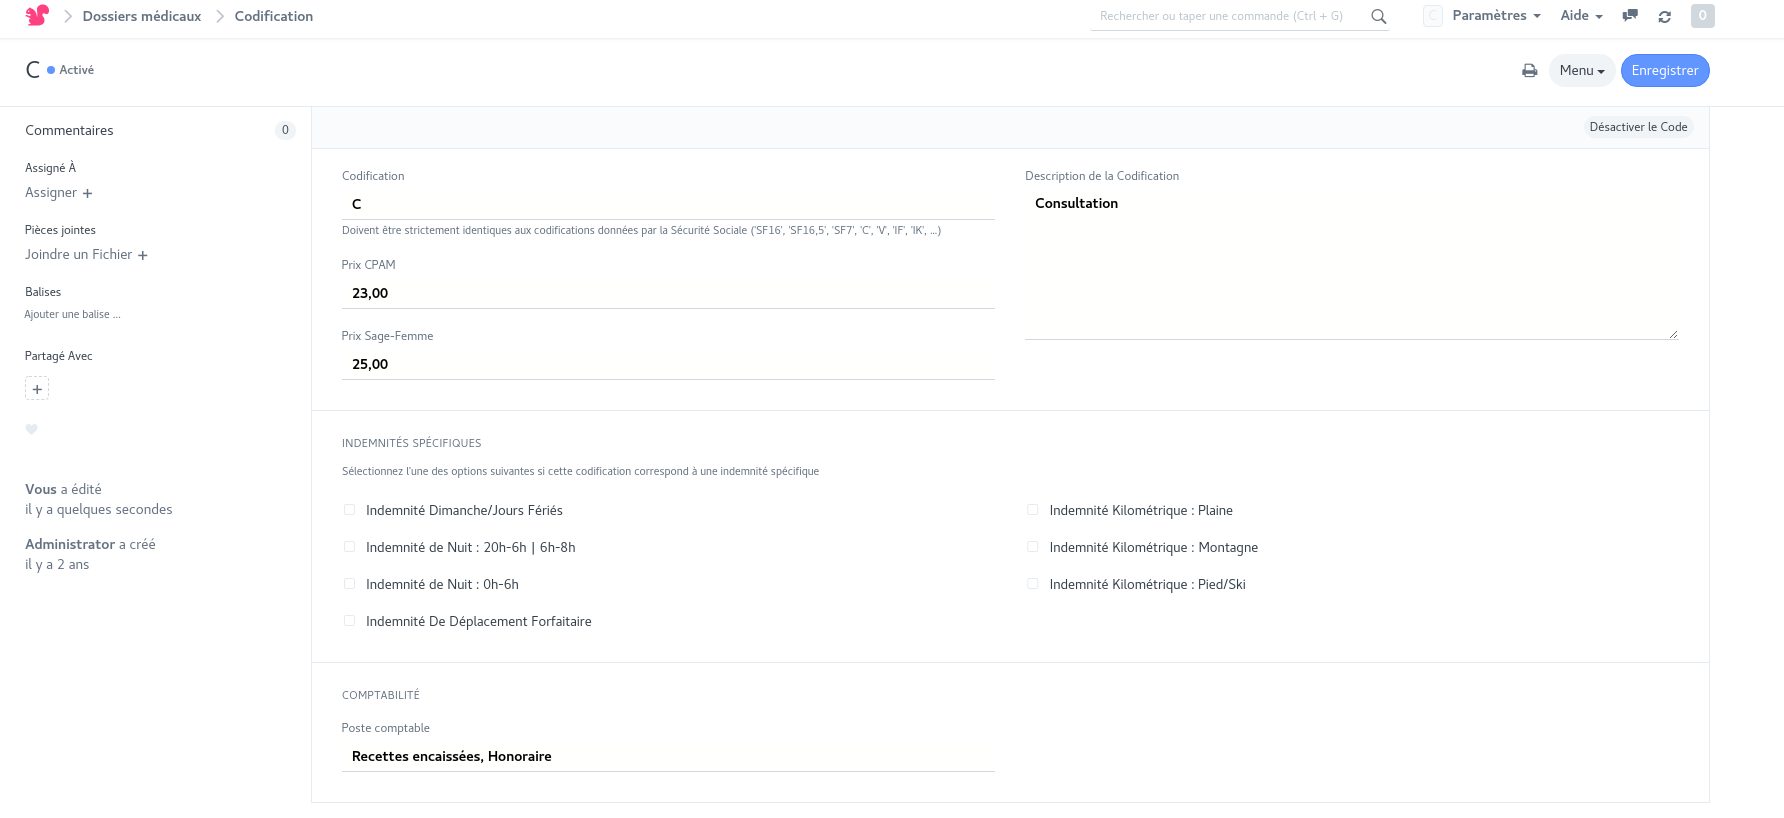 Dossiers médicaux
Codification
Rechercher ou taper une commande (Ctrl + G)
C
Paramètres
Aide
0
C
Activé
Menu
Enregistrer
Commentaires
0
Assigné À
Assigner +
Pièces jointes
Joindre un Fichier +
Balises
Ajouter une balise ...
Partagé Avec
+
Vous a édité
il y a quelques secondes
Administrator a créé
il y a 2 ans
Désactiver le Code
Codification
C
Doivent être strictement identiques aux codifications données par la Sécurité Sociale ('SF16', 'SF16,5', 'SF7', 'C', 'V', 'IF', 'IK', ...)
Prix CPAM
23,00
Prix Sage-Femme
25,00
Description de la Codification
Consultation
INDEMNITÉS SPÉCIFIQUES
Sélectionnez l'une des options suivantes si cette codification correspond à une indemnité spécifique
Indemnité Dimanche/Jours Fériés
Indemnité de Nuit : 20h-6h | 6h-8h
Indemnité de Nuit : 0h-6h
Indemnité De Déplacement Forfaitaire
Indemnité Kilométrique : Plaine
Indemnité Kilométrique : Montagne
Indemnité Kilométrique : Pied/Ski
COMPTABILITÉ
Poste comptable
Recettes encaissées, Honoraire